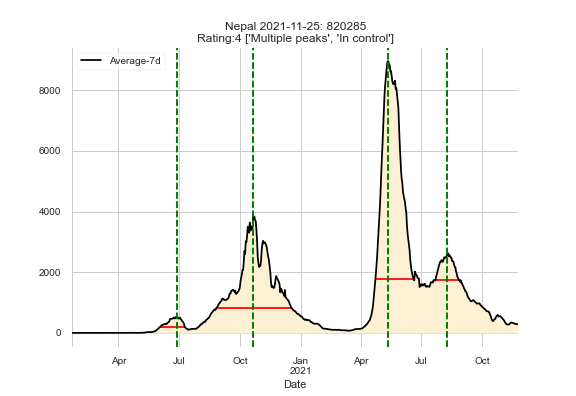 Nepal 2021-11-25: 820285
Rating:4 ['Multiple peaks', 'In control']
Average-7d
8000
6000
4000
2000
0
Apr Jul Oct Jan Apr Jul Oct
2021
Date